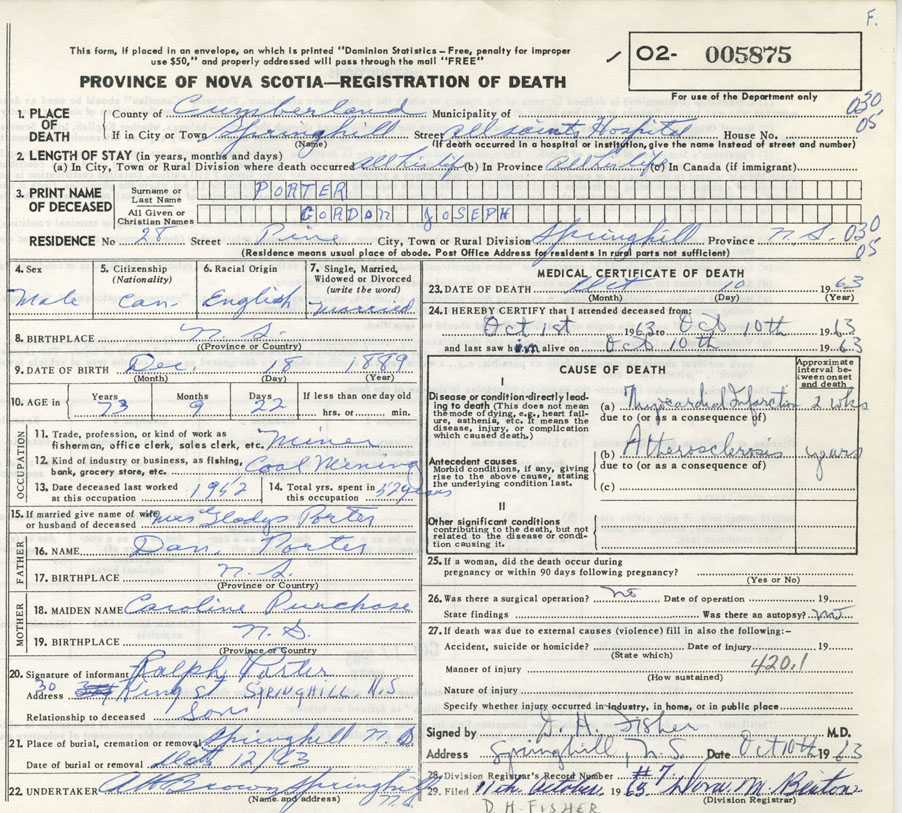 F.
This form, if placed in an envelope, on which is printed "Dominion Statistics – Free, penalty for improper
use $50," and properly addressed will pass through the mail "FREE"
02- 005875
PROVINCE OF NOVA SCOTIA—REGISTRATION OF DEATH
For use of the Department only
1. PLACE OF DEATH
County of Cumberland Municipality of 030
If in City or Town Springhill Street All Saints Hospital House No. 05
(Name) (If death occurred in a hospital or institution, give the name instead of street and number)
2. LENGTH OF STAY (in years, months and days)
(a) In City, Town or Rural Division where death occurred all his life (b) In Province all his life (c) In Canada (if immigrant)
3. PRINT NAME OF DECEASED
Surname or Last Name PORTER
All Given or Christian Names GORDON JOSEPH
RESIDENCE No 28 Street Pine City, Town or Rural Division Springhill Province N.S. 030
05
(Residence means usual place of abode. Post Office Address for residents in rural parts not sufficient)
4. Sex
Male
5. Citizenship
(Nationality)
Can.
6. Racial Origin
English
7. Single, Married,
Widowed or Divorced
(write the word)
Married
8. BIRTHPLACE N.S.
(Province or Country)
9. DATE OF BIRTH Dec. 18 1889
(Month) (Day) (Year)
10. AGE in Years 73 Months 9 Days 22 If less than one day old
hrs. or min.
OCCUPATION
11. Trade, profession, or kind of work as
fisherman, office clerk, sales clerk, etc. Miner
12. Kind of industry or business, as fishing,
bank, grocery store, etc. Coal Mining
13. Date deceased last worked
at this occupation 1952
14. Total yrs. spent in
this occupation 52 years
15. If married give name of wife
or husband of deceased Mrs Gladys Porter
FATHER
16. NAME Dan. Porter
17. BIRTHPLACE N.S.
(Province or Country)
MOTHER
18. MAIDEN NAME Caroline Purchase
19. BIRTHPLACE N.S.
(Province or Country
20. Signature of informant Ralph Porter
Address 30 King st SPRINGHILL N.S
Relationship to deceased Son
21. Place of burial, cremation or removal Springhill N.S.
Date of burial or removal Oct 12/63
22. UNDERTAKER Brown Springhill
(Name and address) N.S.
MEDICAL CERTIFICATE OF DEATH
23. DATE OF DEATH Oct 10 1963
(Month) (Day) (Year)
24. I HEREBY CERTIFY that I attended deceased from:
Oct 1st 1963 to Oct 10th 1963
and last saw him alive on Oct 10th 1963
CAUSE OF DEATH
Approximate interval between onset and death
I
Disease or condition directly leading to death (This does not mean the mode of dying, e.g., heart failure, asthenia, etc. It means the disease, injury, or complication which caused death.)
(a) Myocardial Infarction 2 wks
due to (or as a consequence of)
Antecedent causes
Morbid conditions, if any, giving rise to the above cause, stating the underlying condition last.
(b) Atherosclerosis years
due to (or as a consequence of)
(c)
II
Other significant conditions
contributing to the death, but not related to the disease or condition causing it.
25. If a woman, did the death occur during
pregnancy or within 90 days following pregnancy?
(Yes or No)
26. Was there a surgical operation? no Date of operation 19
State findings Was there an autopsy? no
27. If death was due to external causes (violence) fill in also the following:–
Accident, suicide or homicide? Date of injury 19
(State which)
Manner of injury 420.1
(How sustained)
Nature of injury
Specify whether injury occurred in industry, in home, or in public place
Signed by D. H. Fisher M.D.
Address Springhill, N.S. Date Oct 10th 1963
28. Division Registrar's Record Number #7
29. Filed 11th October 1963
(Division Registrar)
D.H-FISHER